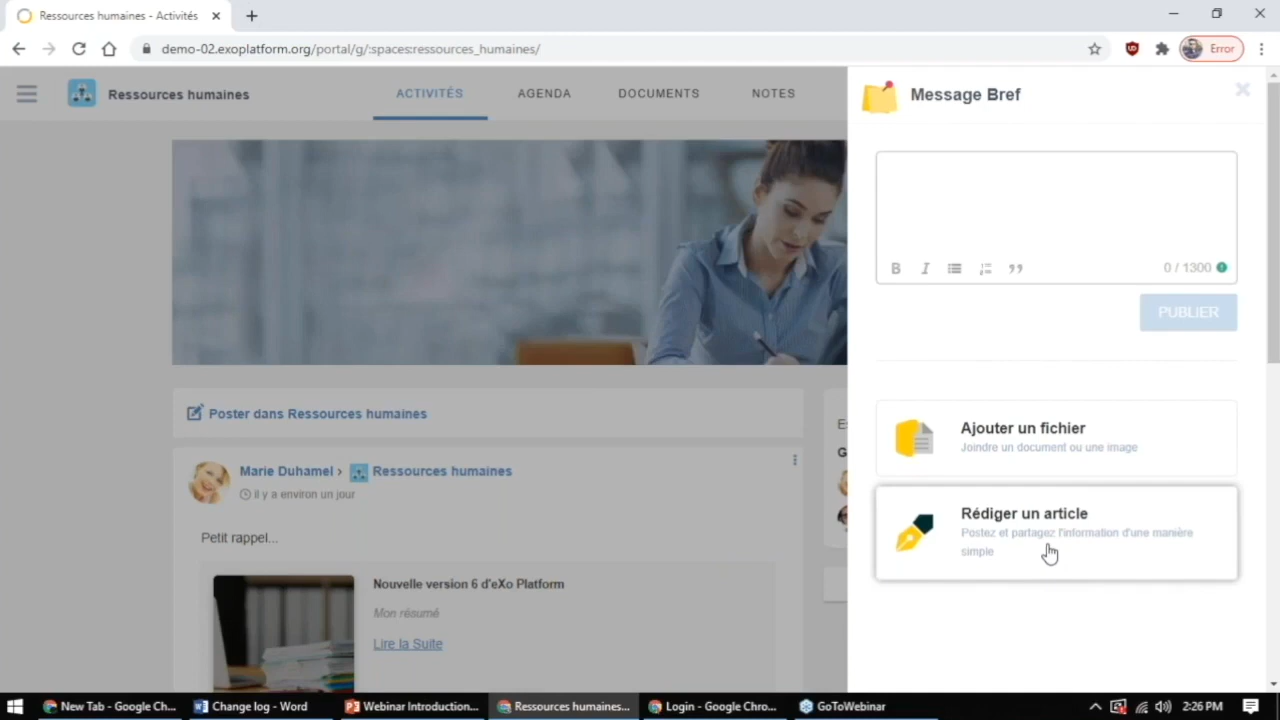 Ressources humaines - Activités
demo-02.exoplatform.org/portal/g/:spaces:ressources_humaines/
Error
Ressources humaines
ACTIVITÉS
AGENDA
DOCUMENTS
NOTES
Message Bref
B I
0 / 1300
PUBLIER
Poster dans Ressources humaines
Ajouter un fichier
Joindre un document ou une image
Marie Duhamel › Ressources humaines
il y a environ un jour
Rédiger un article
Postez et partagez l'information d'une manière
simple
Petit rappel...
Nouvelle version 6 d'eXo Platform
Mon résumé
Lire la Suite
New Tab - Google Ch...
Change log - Word
Webinar Introduction...
Ressources humaines...
Login - Google Chro...
GoToWebinar
2:26 PM